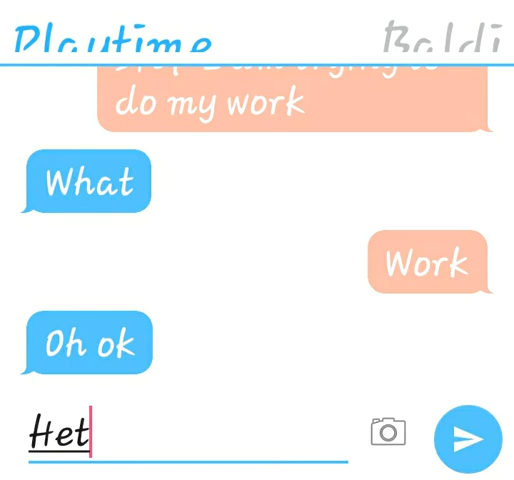 Playtime Baldi
do my work
What
Work
Oh ok
Het